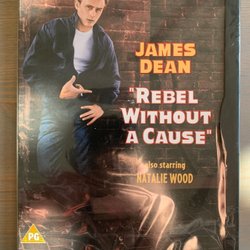 JAMES
DEAN
"REBEL
WITHOUT
A CAUSE"
also starring
NATALIE WOOD
PG